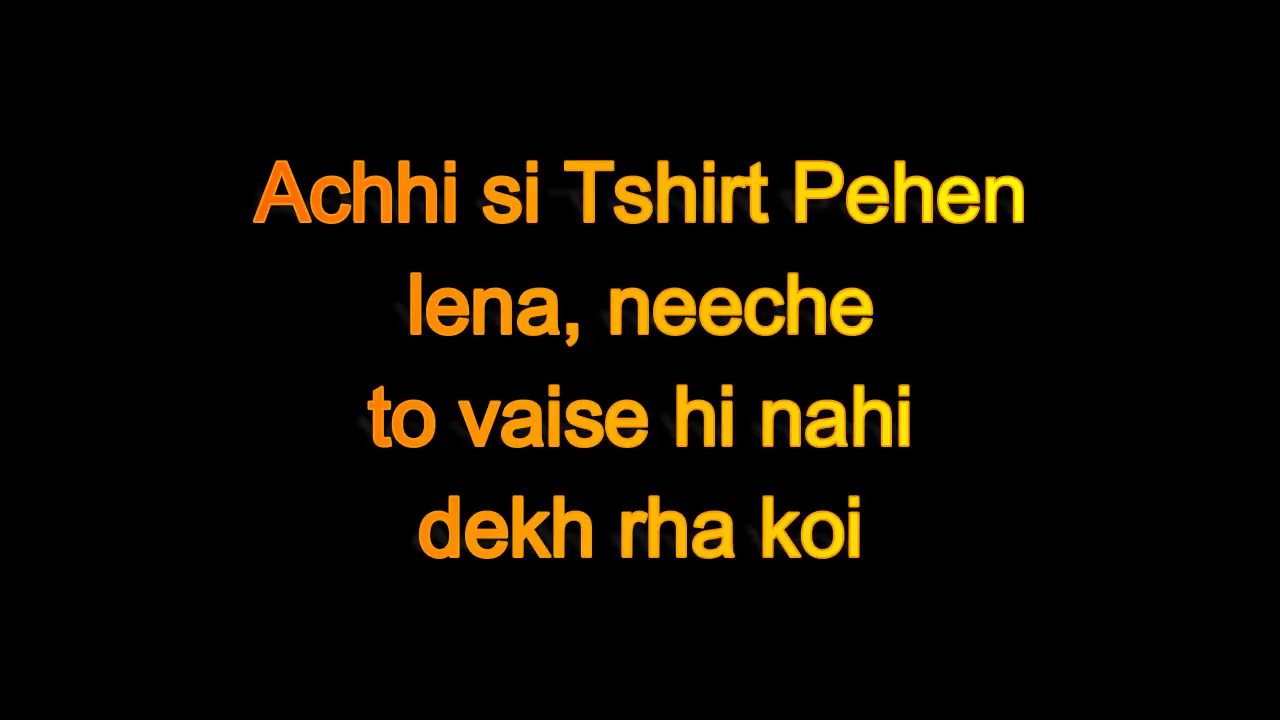 Achhi si Tshirt Pehen
lena, neeche
to vaise hi nahi
dekh rha koi